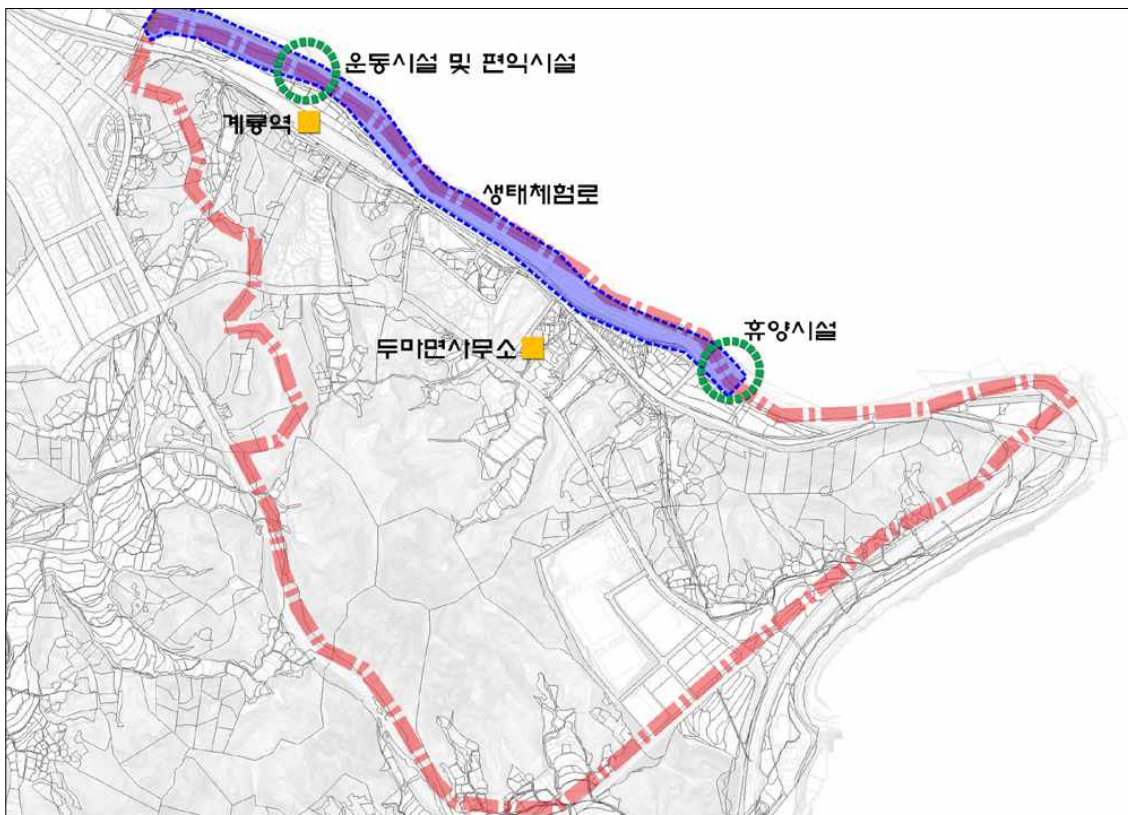 운동시설 및 편익시설
계룡역
생태체험로
휴양시설
두마면사무소